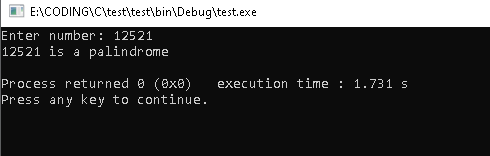 E:\CODING\C\test\test\bin\Debug\test.exe
Enter number: 12521
12521 is a palindrome
Process returned 0 (0x0)   execution time : 1.731 s
Press any key to continue.